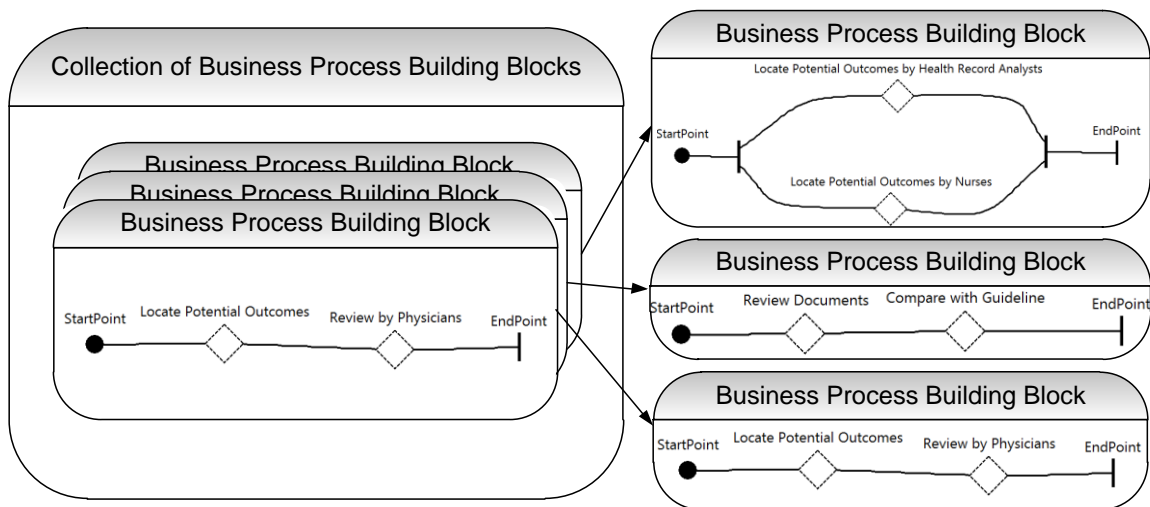 Collection of Business Process Building Blocks
Business Process Building Block
Business Process Building Block
Business Process Building Block
StartPoint
Locate Potential Outcomes
Review by Physicians
EndPoint
Business Process Building Block
Locate Potential Outcomes by Health Record Analysts
StartPoint
EndPoint
Locate Potential Outcomes by Nurses
Business Process Building Block
StartPoint
Review Documents
Compare with Guideline
EndPoint
Business Process Building Block
StartPoint
Locate Potential Outcomes
Review by Physicians
EndPoint